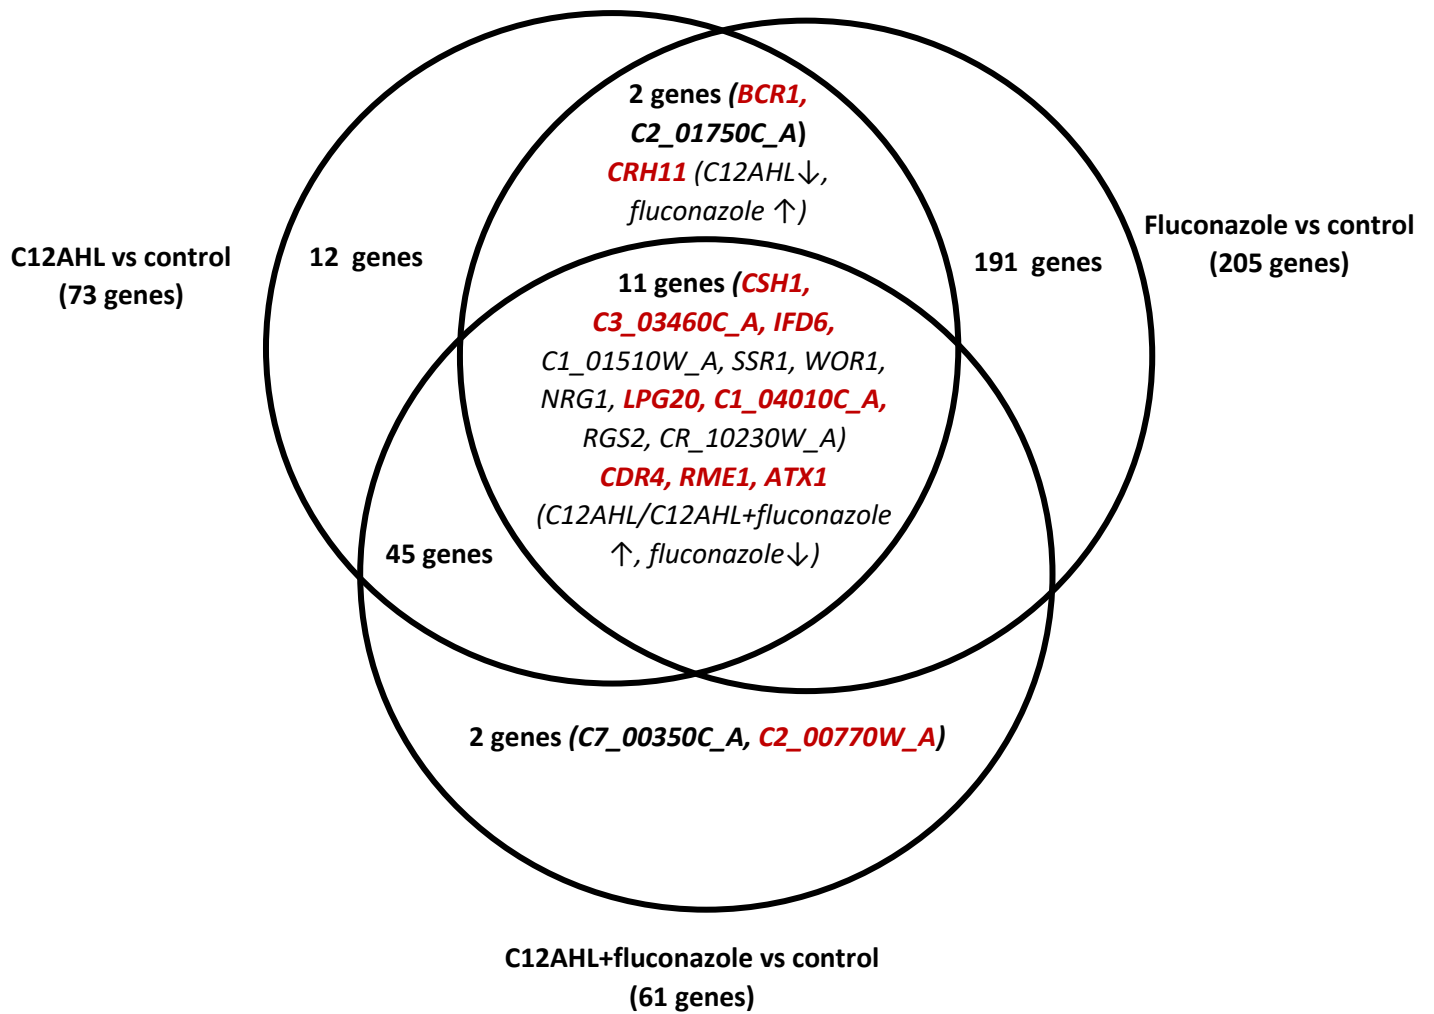 2 genes (BCR1,
C2_01750C_A)
CRH11 (C12AHL↓,
fluconazole ↑)
C12AHL vs control
(73 genes)
12 genes
191 genes
Fluconazole vs control
(205 genes)
11 genes (CSH1,
C3_03460C_A, IFD6,
C1_01510W_A, SSR1, WOR1,
NRG1, LPG20, C1_04010C_A,
RGS2, CR_10230W_A)
CDR4, RME1, ATX1
(C12AHL/C12AHL+fluconazole
↑, fluconazole↓)
45 genes
2 genes (C7_00350C_A, C2_00770W_A)
C12AHL+fluconazole vs control
(61 genes)